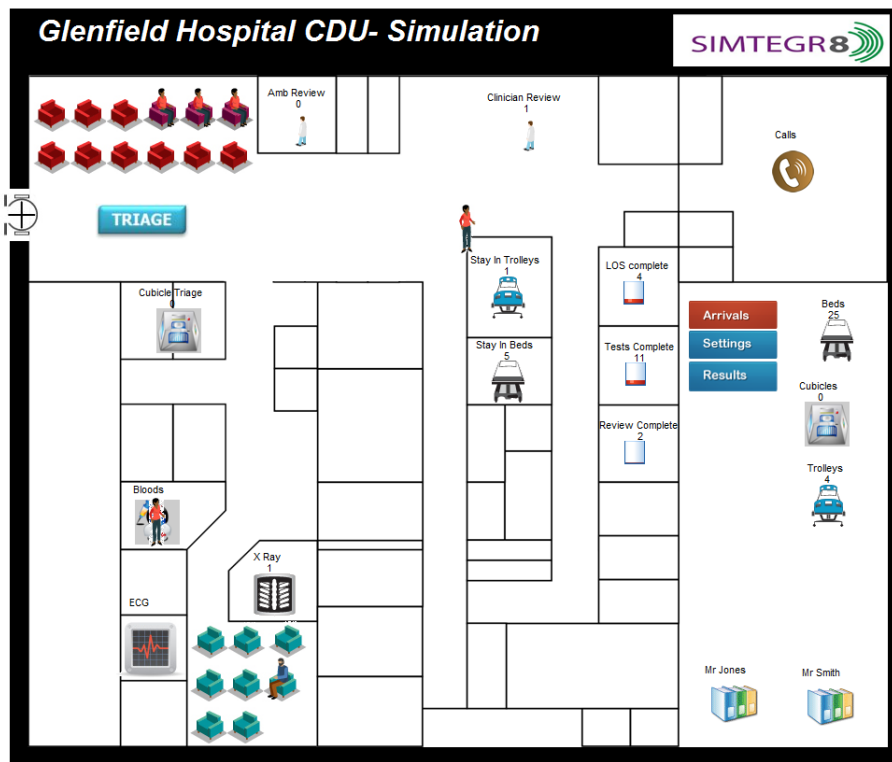 Glenfield Hospital CDU- Simulation
SIMTEGR8
Amb Review
0
Clinician Review
1
Calls
TRIAGE
Stay In Trolleys
1
LOS complete
4
Cubicle Triage
0
Arrivals
Settings
Results
Beds
25
Stay In Beds
5
Tests Complete
11
Cubicles
0
Review Complete
2
Trolleys
4
Bloods
X Ray
1
ECG
Mr Jones
Mr Smith